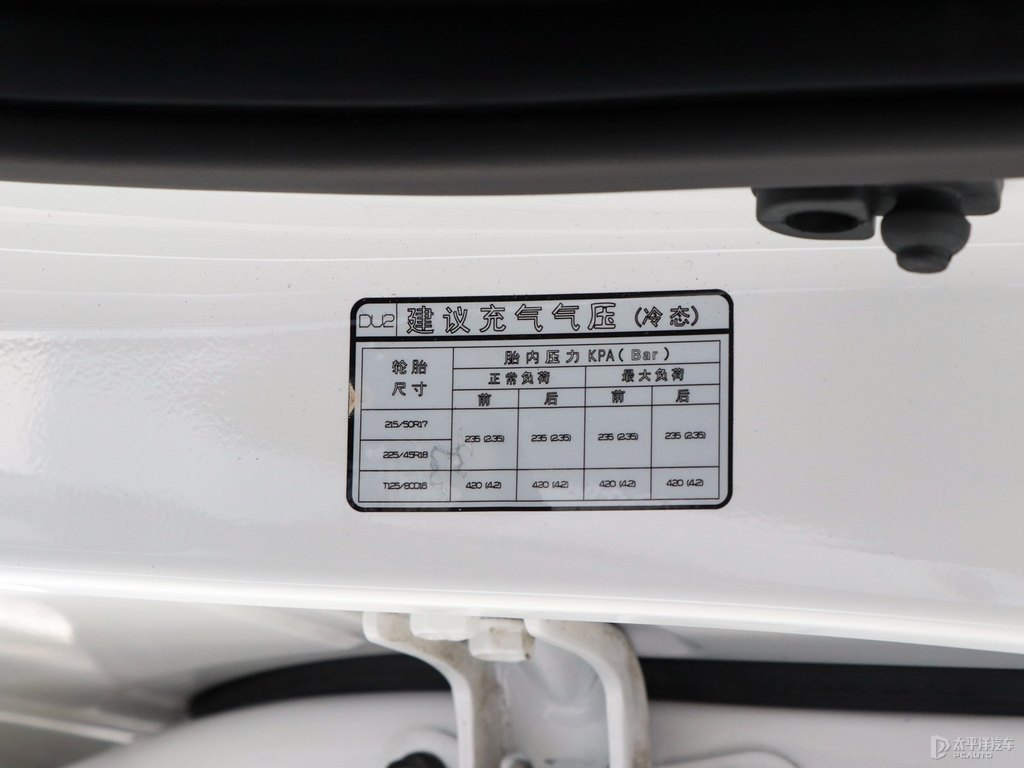 DU2 建议充气气压 (冷态)
轮胎尺寸 胎内压力 KPA( Bar )
正常负荷 最大负荷
前 后 前 后
215/50R17
235 (2.35) 235 (2.35) 235 (2.35) 235 (2.35)
225/45R18
T125/80D16 420 (4.2) 420 (4.2) 420 (4.2) 420 (4.2)
太平洋汽车
PCAUTO